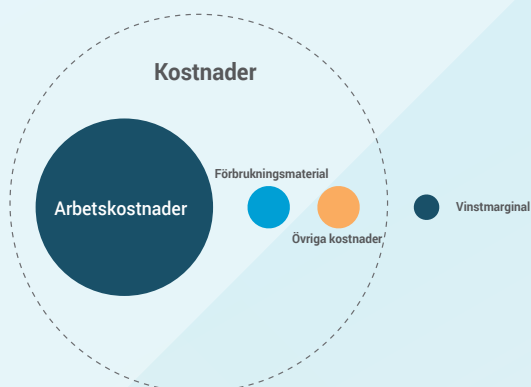 Kostnader
Förbrukningsmaterial
Arbetskostnader
Vinstmarginal
Övriga kostnader